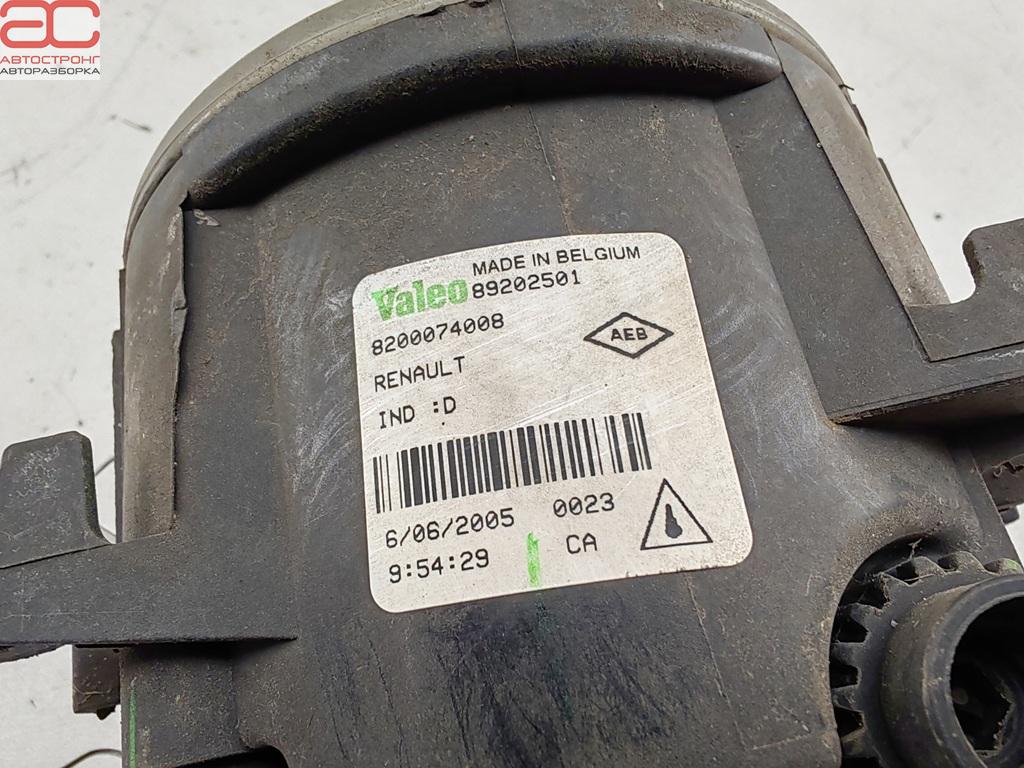 AC
АВТОСТРОНГ
АВТОРАЗБОРКА
MADE IN BELGIUM
Valeo 89202501
8200074008
AEB
RENAULT
IND :D
6/06/2005 0023
9:54:29 CA